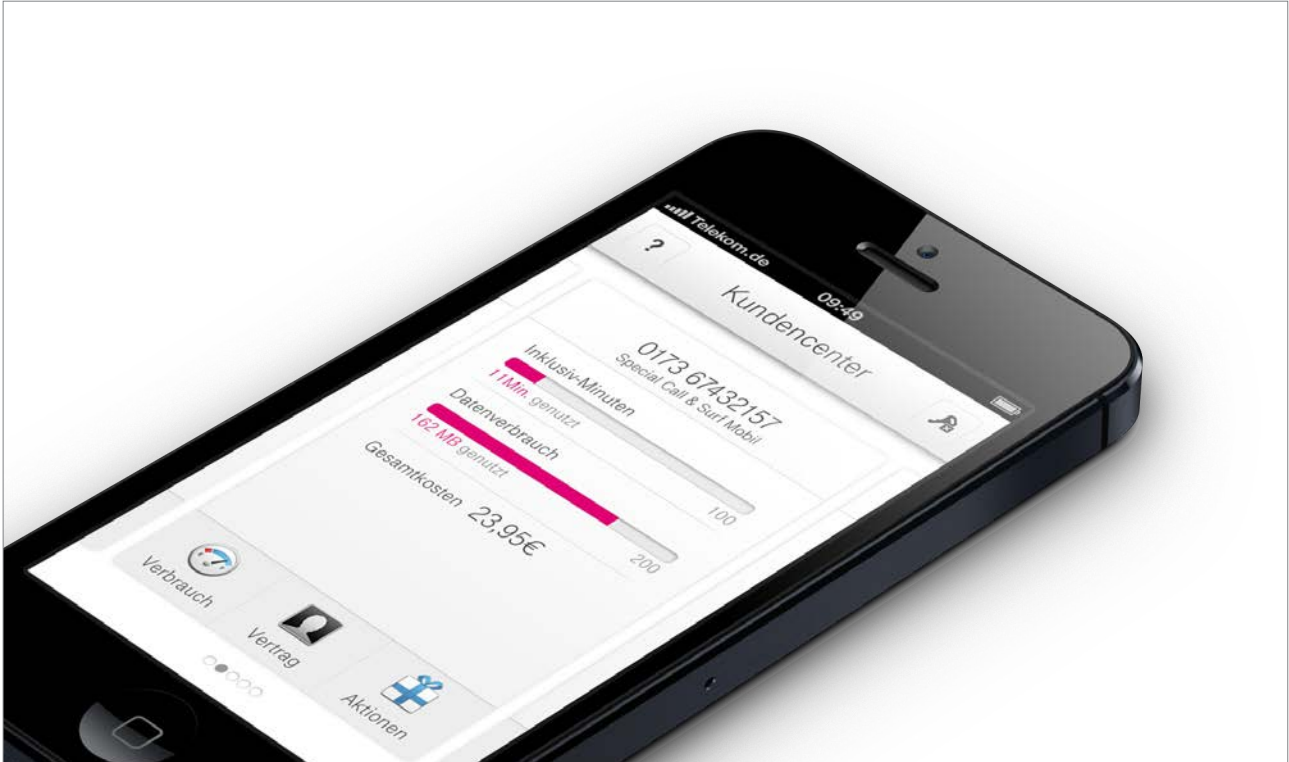 Telekom.de 09:49
?
Kundencenter
0173 67432157
Special Call & Surf Mobil
Inklusiv-Minuten
11Min. genutzt
100
Datenverbrauch
162 MB genutzt
200
Gesamtkosten 23,95€
Verbrauch
Vertrag
Aktionen